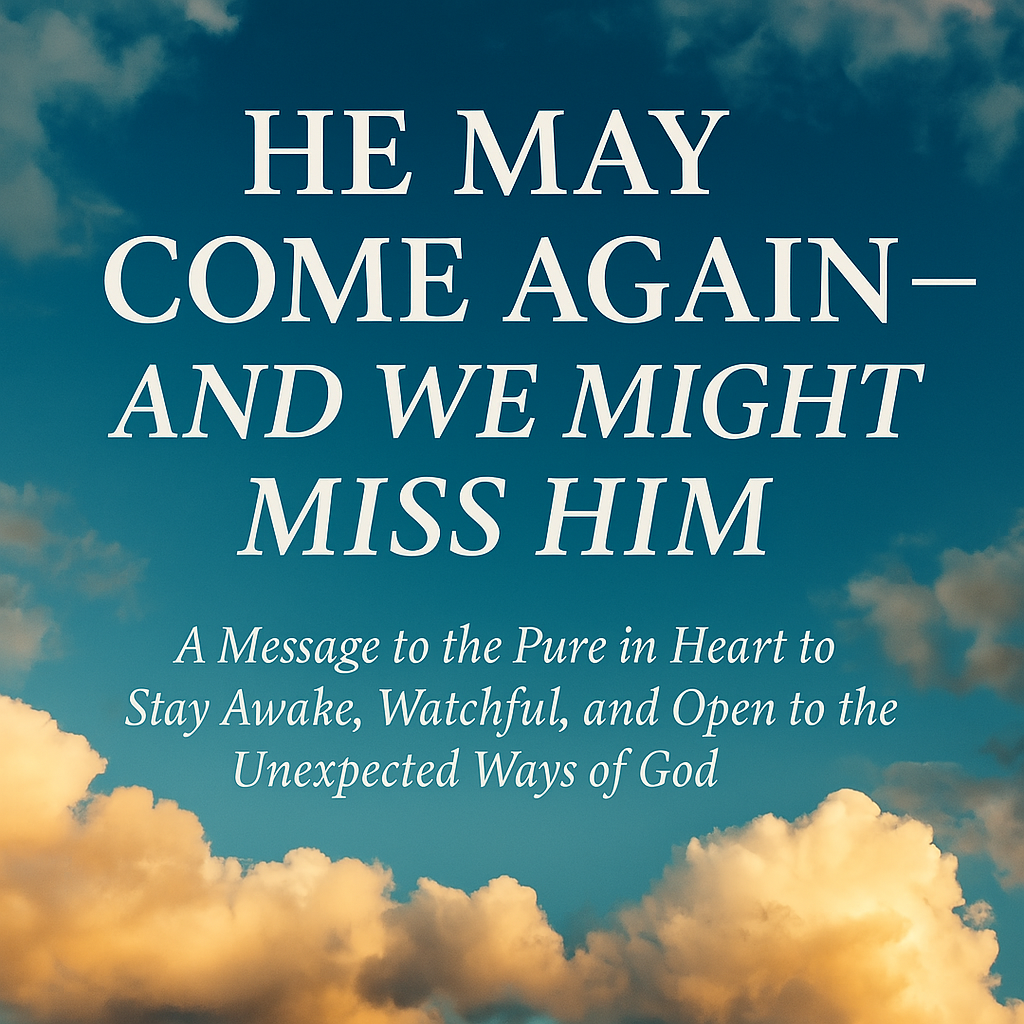 HE MAY
COME AGAIN—
AND WE MIGHT
MISS HIM
A Message to the Pure in Heart to
Stay Awake, Watchful, and Open to the
Unexpected Ways of God